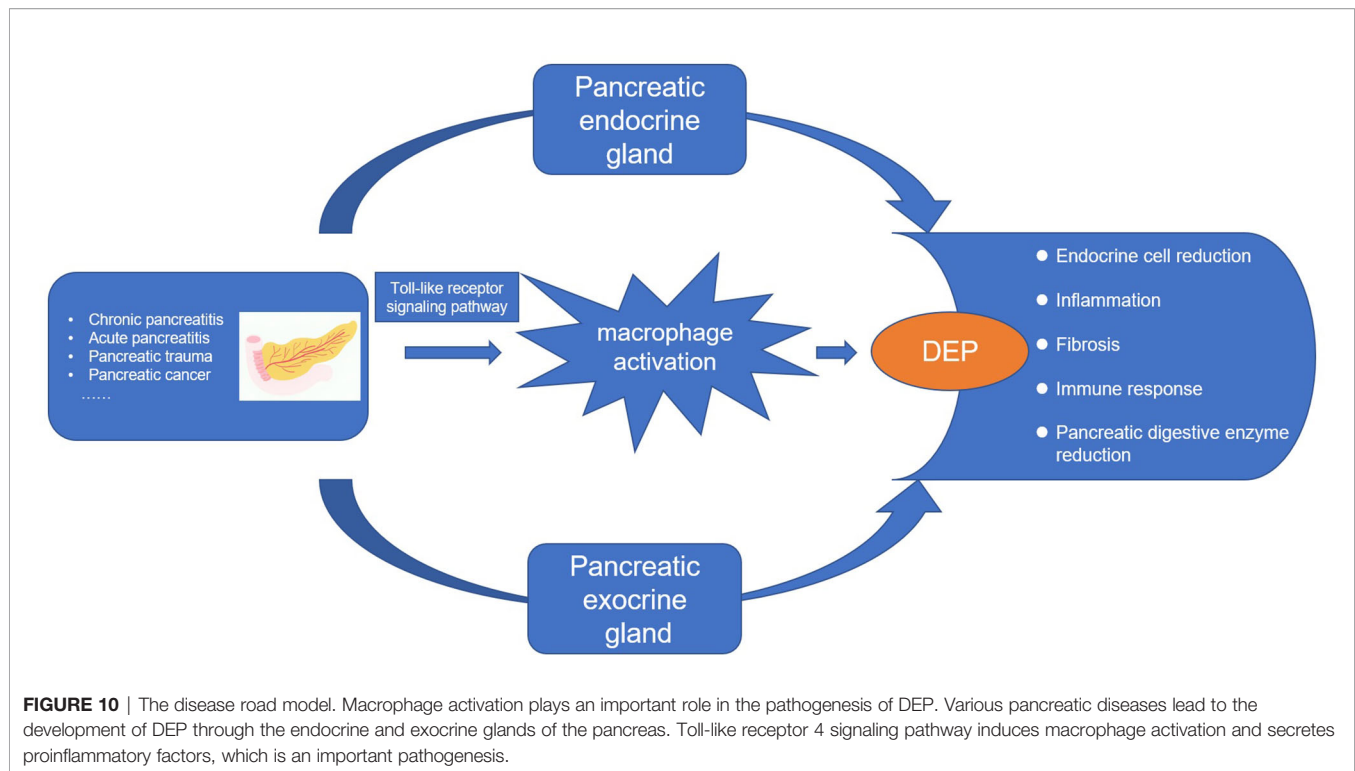 Pancreatic
endocrine
gland
• Chronic pancreatitis
• Acute pancreatitis
• Pancreatic trauma
• Pancreatic cancer
……
Toll-like receptor
signaling pathway
macrophage
activation
DEP
● Endocrine cell reduction
● Inflammation
● Fibrosis
● Immune response
● Pancreatic digestive enzyme
reduction
Pancreatic
exocrine
gland
FIGURE 10 | The disease road model. Macrophage activation plays an important role in the pathogenesis of DEP. Various pancreatic diseases lead to the
development of DEP through the endocrine and exocrine glands of the pancreas. Toll-like receptor 4 signaling pathway induces macrophage activation and secretes
proinflammatory factors, which is an important pathogenesis.